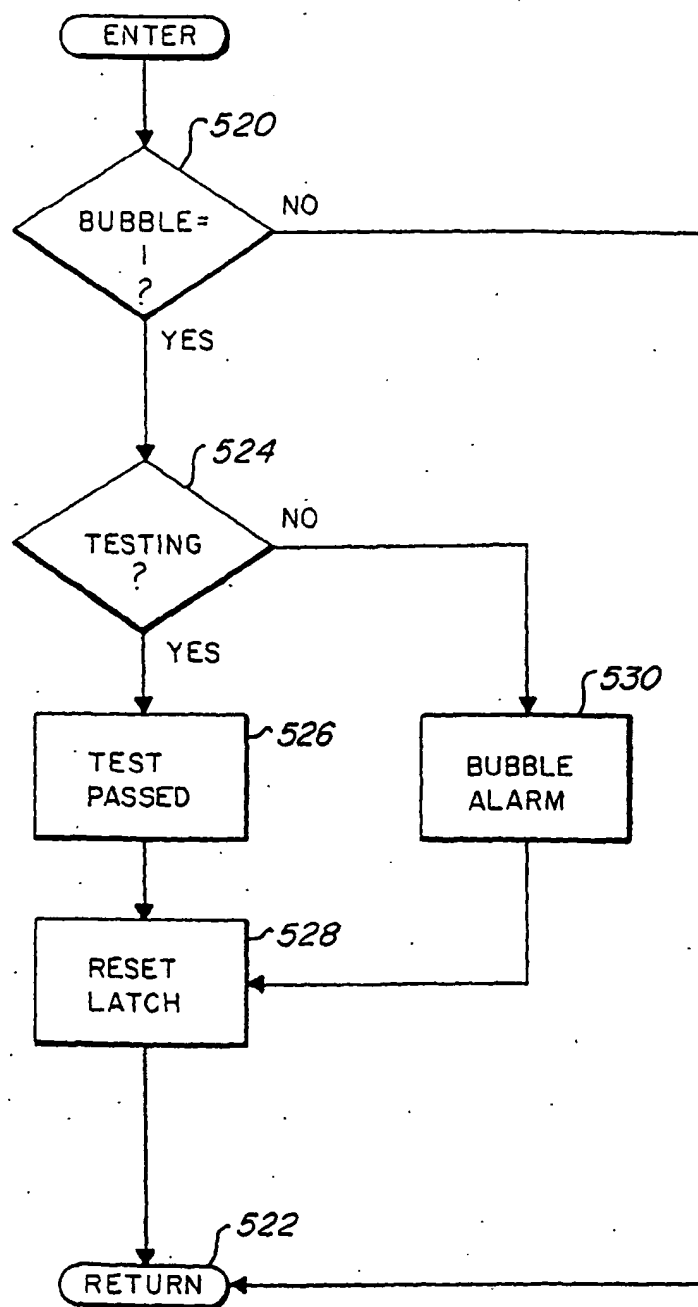 ENTER
520
BUBBLE=
1
?
NO
YES
524
TESTING
?
NO
YES
526
TEST
PASSED
530
BUBBLE
ALARM
528
RESET
LATCH
522
RETURN